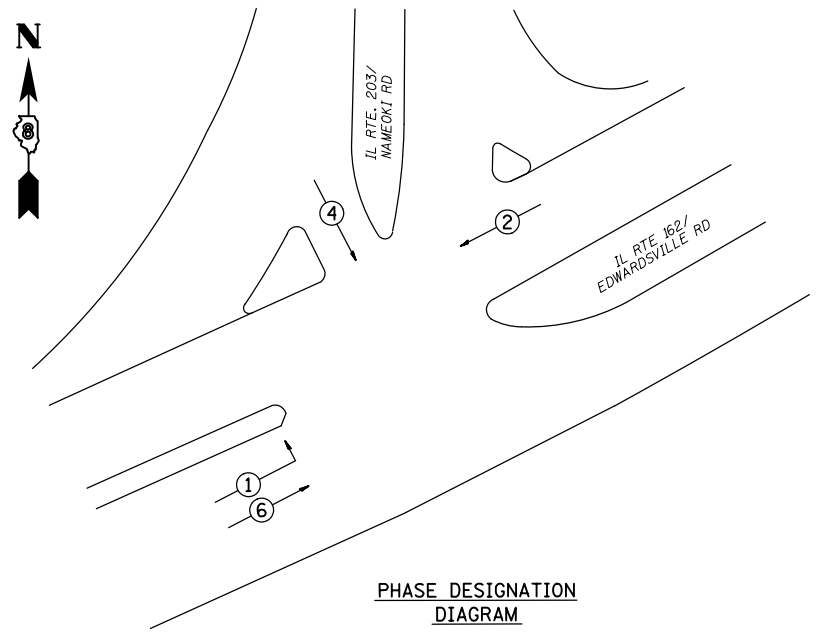 N
8
IL RTE. 203/
NAMEOKI RD
4
2
IL RTE 162/
EDWARDSVILLE RD
1
6
PHASE DESIGNATION
DIAGRAM